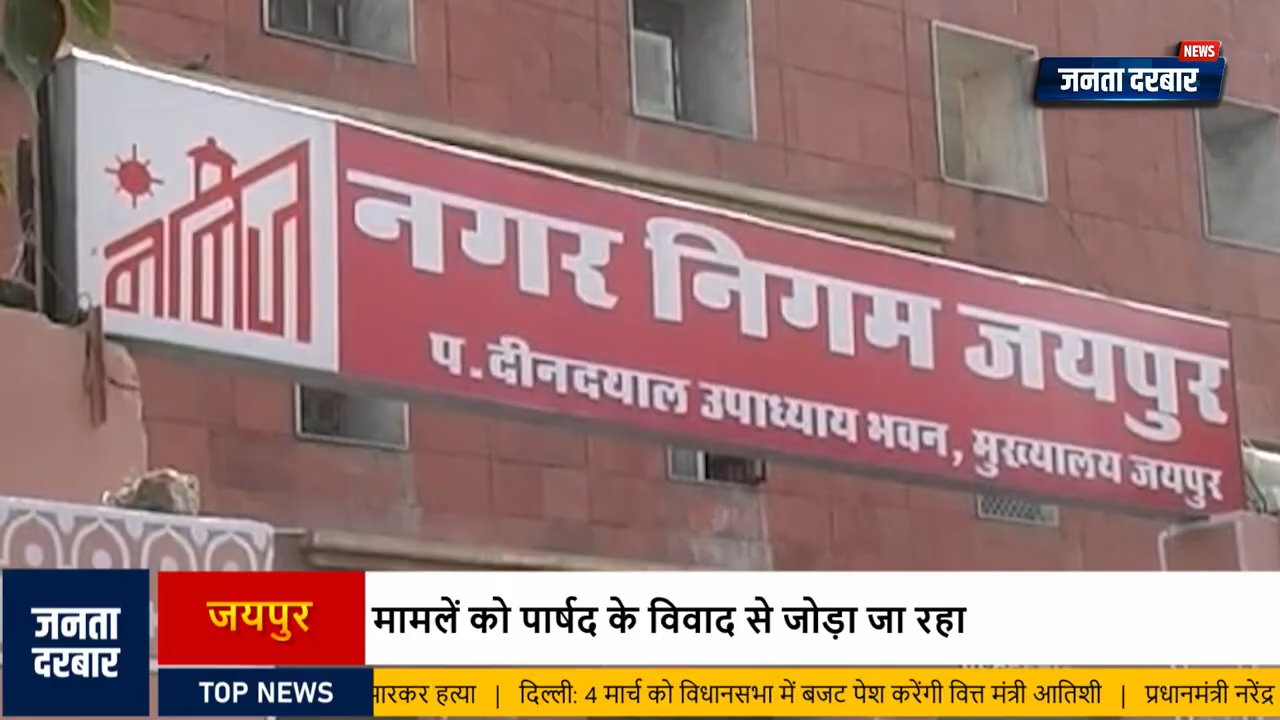 NEWS
जनता दरबार
नगर निगम जयपुर
प.दीनदयाल उपाध्याय भवन, मुख्यालय जयपुर
जनता
दरबार
जयपुर
मामलें को पार्षद के विवाद से जोड़ा जा रहा
TOP NEWS
मारकर हत्या | दिल्ली: 4 मार्च को विधानसभा में बजट पेश करेंगी वित्त मंत्री आतिशी | प्रधानमंत्री नरेंद्र